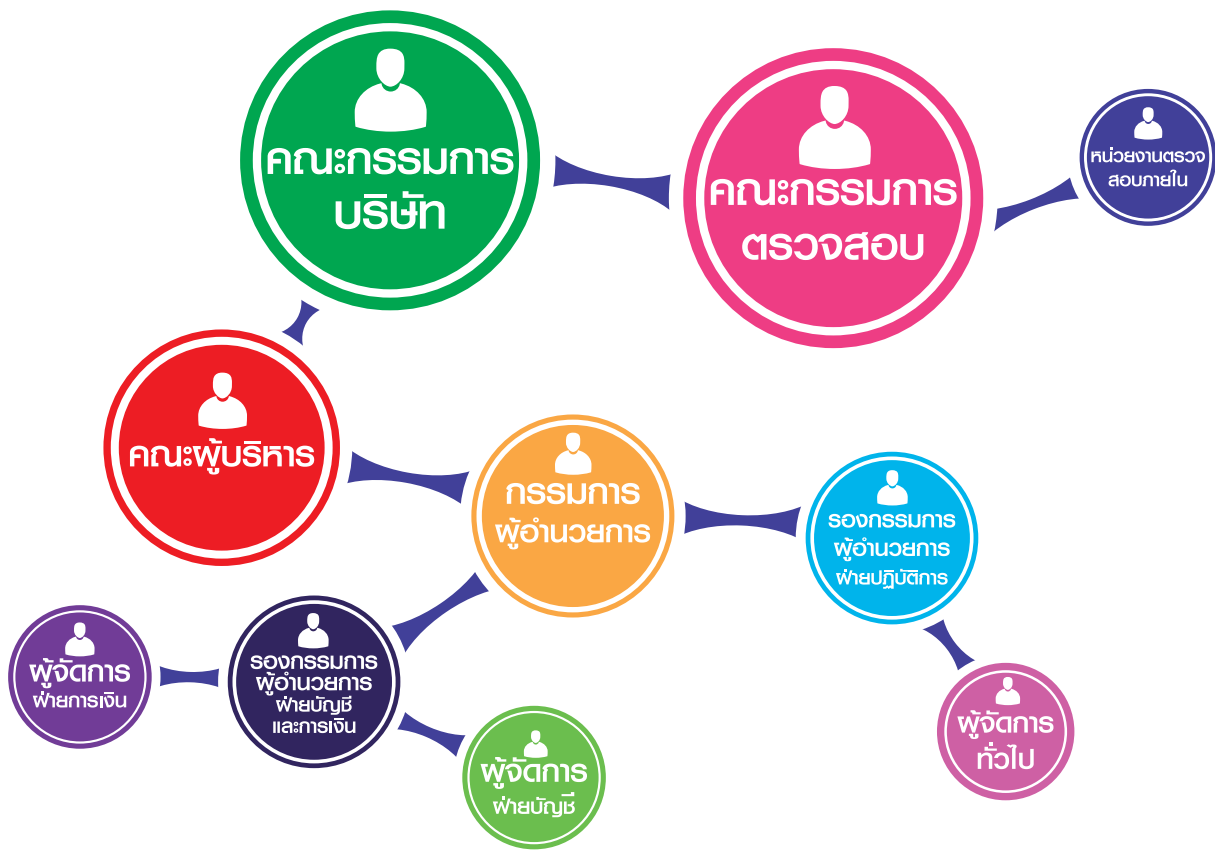 คณะกรรมการ
บริษัท
คณะกรรมการ
ตรวจสอบ
หน่วยงานตรวจ
สอบภายใน
คณะผู้บริหาร
กรรมการ
ผู้อำนวยการ
รองกรรมการ
ผู้อำนวยการ
ฝ่ายปฏิบัติการ
ผู้จัดการ
ฝ่ายการเงิน
รองกรรมการ
ผู้อำนวยการ
ฝ่ายบัญชี
และการเงิน
ผู้จัดการ
ฝ่ายบัญชี
ผู้จัดการ
ทั่วไป